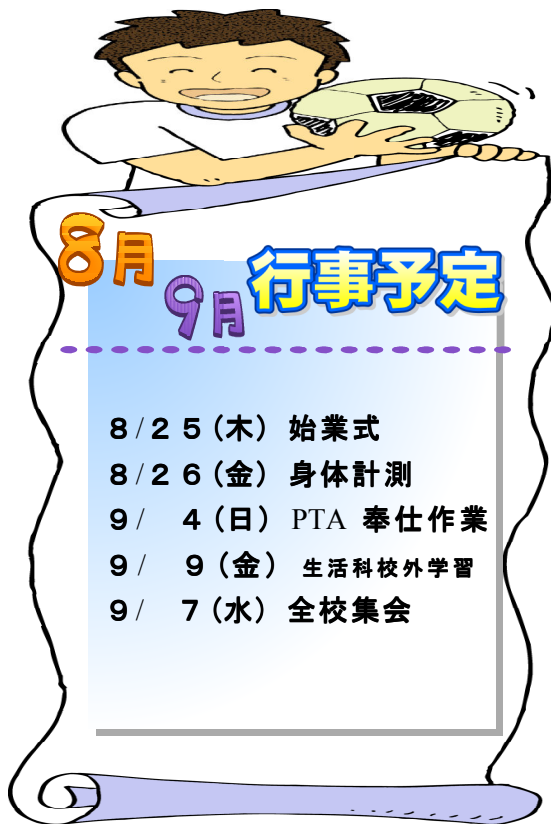 8月
9月 行事予定
8/25(木) 始業式
8/26(金) 身体計測
9/ 4(日) PTA 奉仕作業
9/ 9(金) 生活科校外学習
9/ 7(水) 全校集会